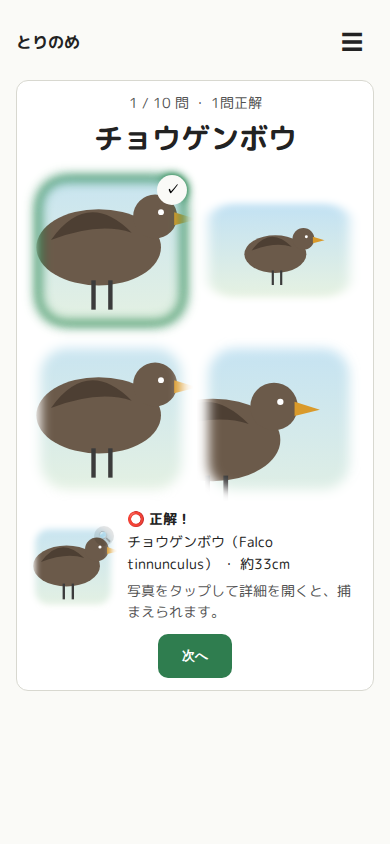 とりのめ
1 / 10 問 ・ 1問正解
チョウゲンボウ
✓
⭕ 正解！
チョウゲンボウ（Falco
tinnunculus） ・ 約33cm
写真をタップして詳細を開くと、捕
まえられます。
次へ